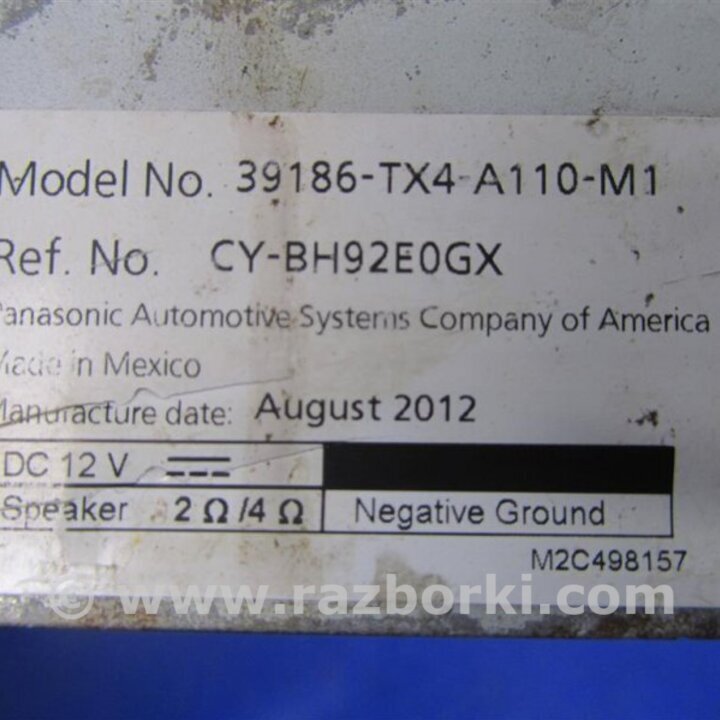 Model No. 39186-TX4-A110-M1
Ref. No. CY-BH92E0GX
Panasonic Automotive Systems Company of America
Made in Mexico
Manufacture date: August 2012
DC 12 V
Speaker 2 Ω /4 Ω Negative Ground
M2C498157
© www.razborki.com